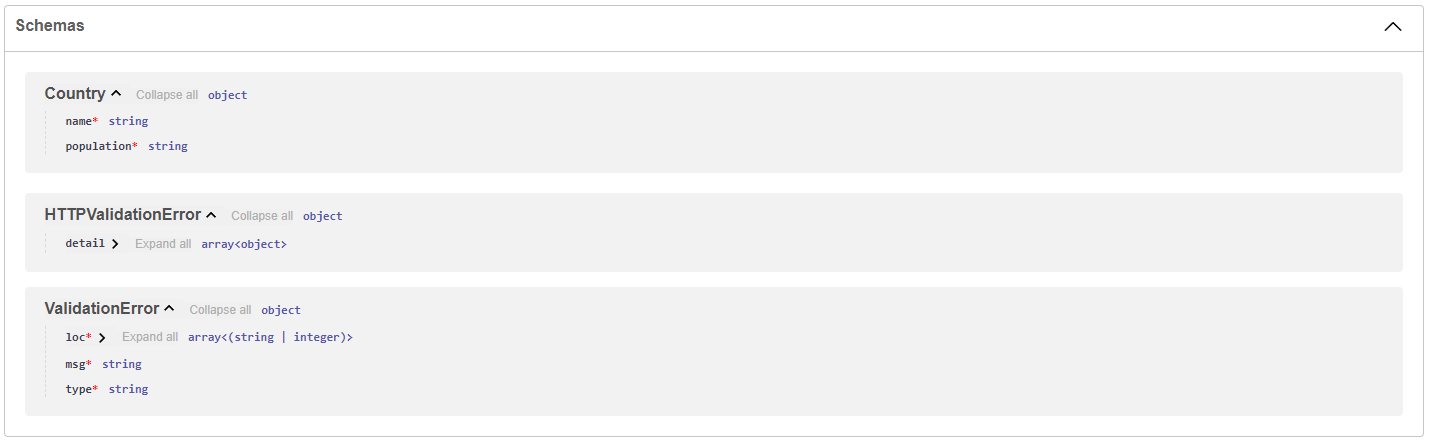 Schemas
Country Collapse all object
name* string
population* string
HTTPValidationError Collapse all object
detail Expand all array<object>
ValidationError Collapse all object
loc* Expand all array<(string | integer)>
msg* string
type* string